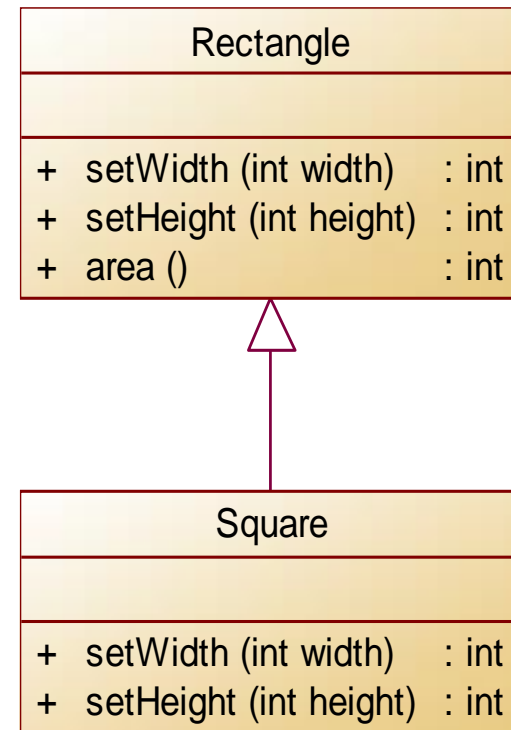 Rectangle
+ setWidth (int width) : int
+ setHeight (int height) : int
+ area () : int
Square
+ setWidth (int width) : int
+ setHeight (int height) : int